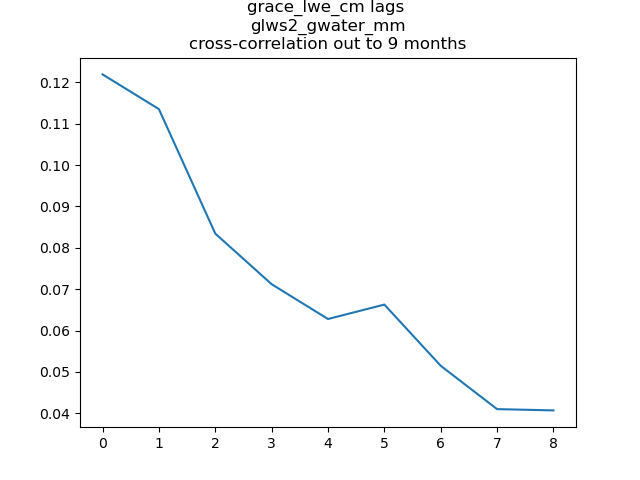 grace_lwe_cm lags
glws2_gwater_mm
cross-correlation out to 9 months
0.12
0.11
0.10
0.09
0.08
0.07
0.06
0.05
0.04
0 1 2 3 4 5 6 7 8